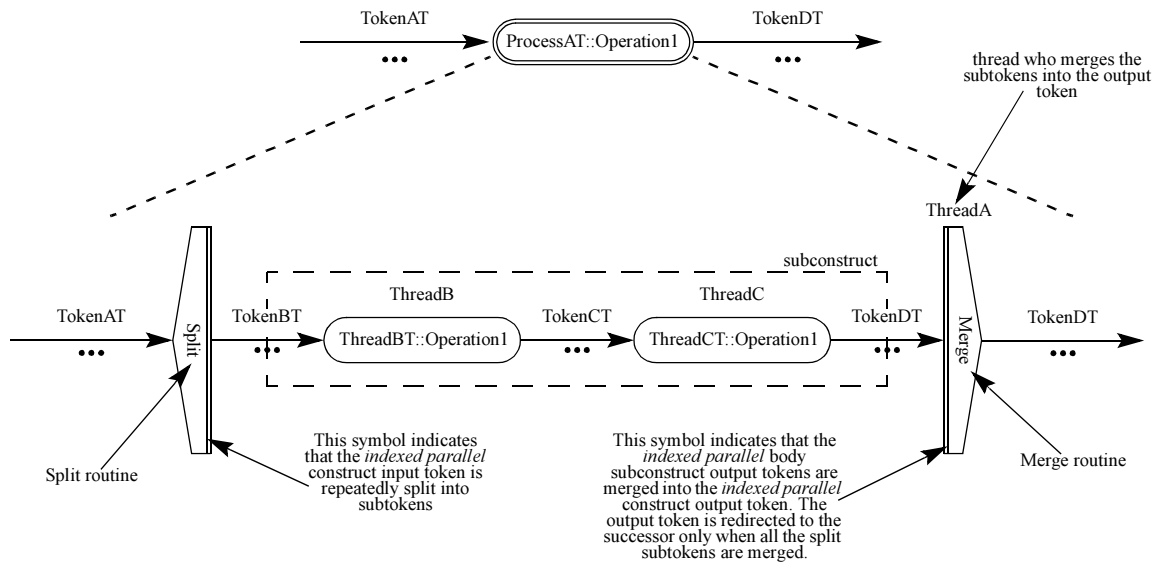 TokenAT
ProcessAT::Operation1
TokenDT
•••
•••
thread who merges the
subtokens into the output
token
ThreadA
subconstruct
ThreadB
ThreadC
TokenAT
Split
TokenBT
ThreadBT::Operation1
TokenCT
ThreadCT::Operation1
TokenDT
Merge
TokenDT
•••
•••
•••
•••
•••
Split routine
This symbol indicates
that the indexed parallel
construct input token is
repeatedly split into
subtokens
This symbol indicates that the
indexed parallel body
subconstruct output tokens are
merged into the indexed parallel
construct output token. The
output token is redirected to the
successor only when all the split
subtokens are merged.
Merge routine